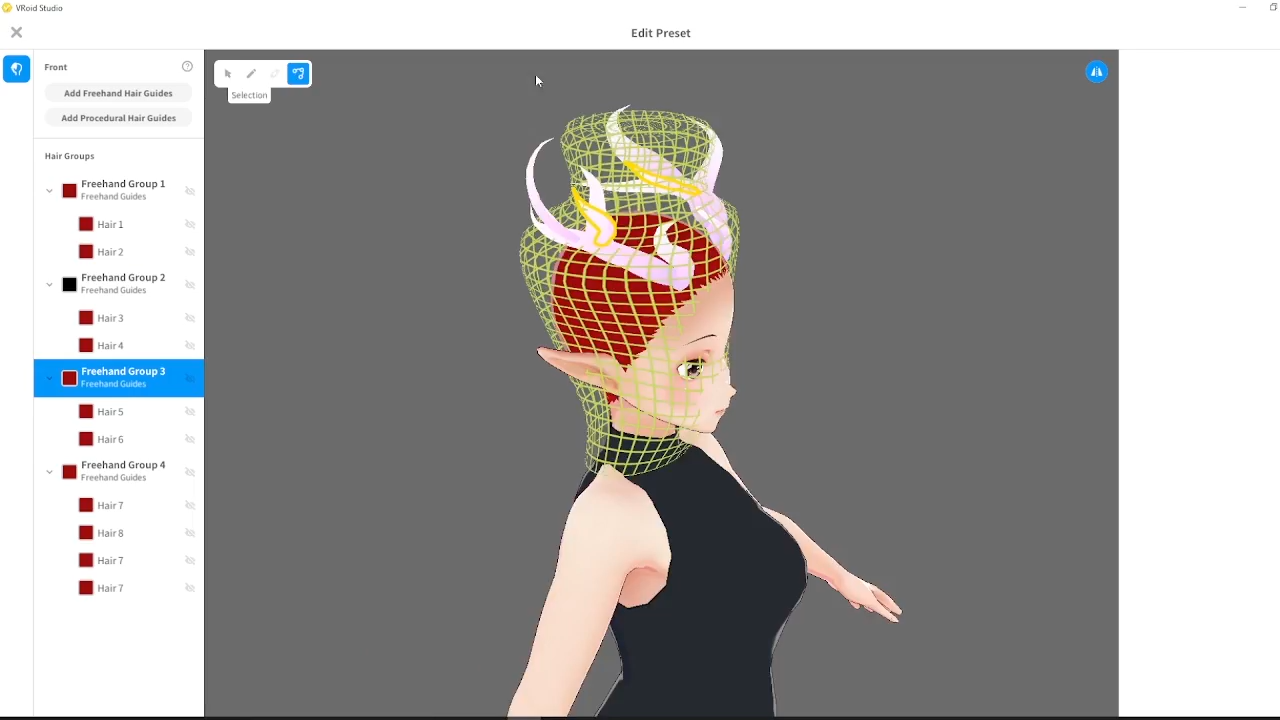 VRoid Studio
Edit Preset
Front
Add Freehand Hair Guides
Add Procedural Hair Guides
Selection
Hair Groups
Freehand Group 1
Freehand Guides
Hair 1
Hair 2
Freehand Group 2
Freehand Guides
Hair 3
Hair 4
Freehand Group 3
Freehand Guides
Hair 5
Hair 6
Freehand Group 4
Freehand Guides
Hair 7
Hair 8
Hair 7
Hair 7